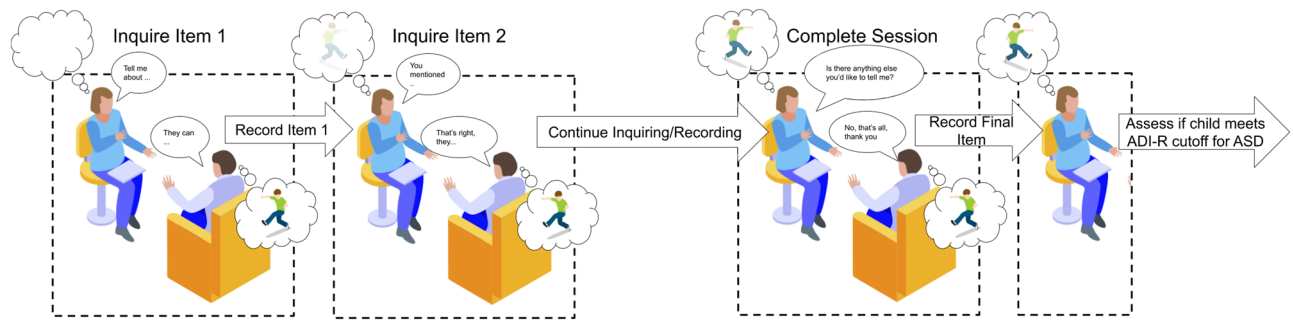 Inquire Item 1
Tell me
about ...
They can
...
Record Item 1
Inquire Item 2
You
mentioned
..
That's right,
they...
Continue Inquiring/Recording
Complete Session
Is there anything else
you'd like to tell me?
No, that's all,
thank you
Record Final
Item
Assess if child meets
ADI-R cutoff for ASD